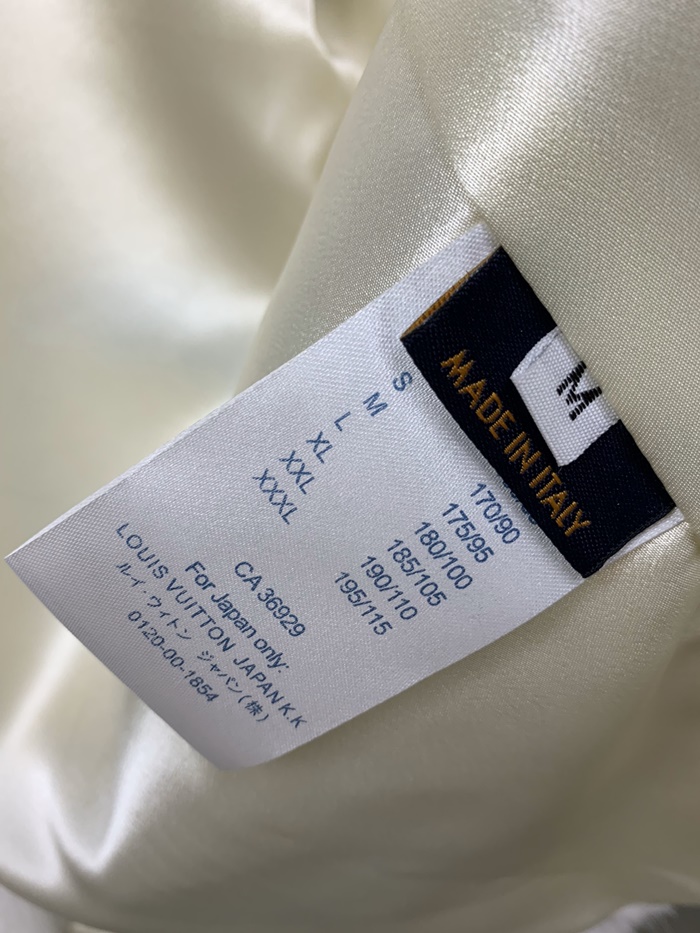 MADE IN ITALY
M
S 170/90
M 175/95
L 180/100
XL 185/105
XXL 190/110
XXXL 195/115
CA 36929
For Japan only:
LOUIS VUITTON JAPAN K.K
ルイ・ウィトン ジャパン(株)
0120-00-1854